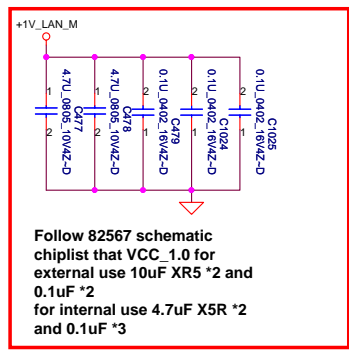 +1V_LAN_M
1
1
2
2
2
2
2
1
1
1
4.7U_0805_10V4Z~D
C477
4.7U_0805_10V4Z~D
C478
0.1U_0402_16V4Z~D
C479
0.1U_0402_16V4Z~D
C1024
0.1U_0402_16V4Z~D
C1025
Follow 82567 schematic
chiplist that VCC_1.0 for
external use 10uF XR5 *2 and
0.1uF *2
for internal use 4.7uF X5R *2
and 0.1uF *3